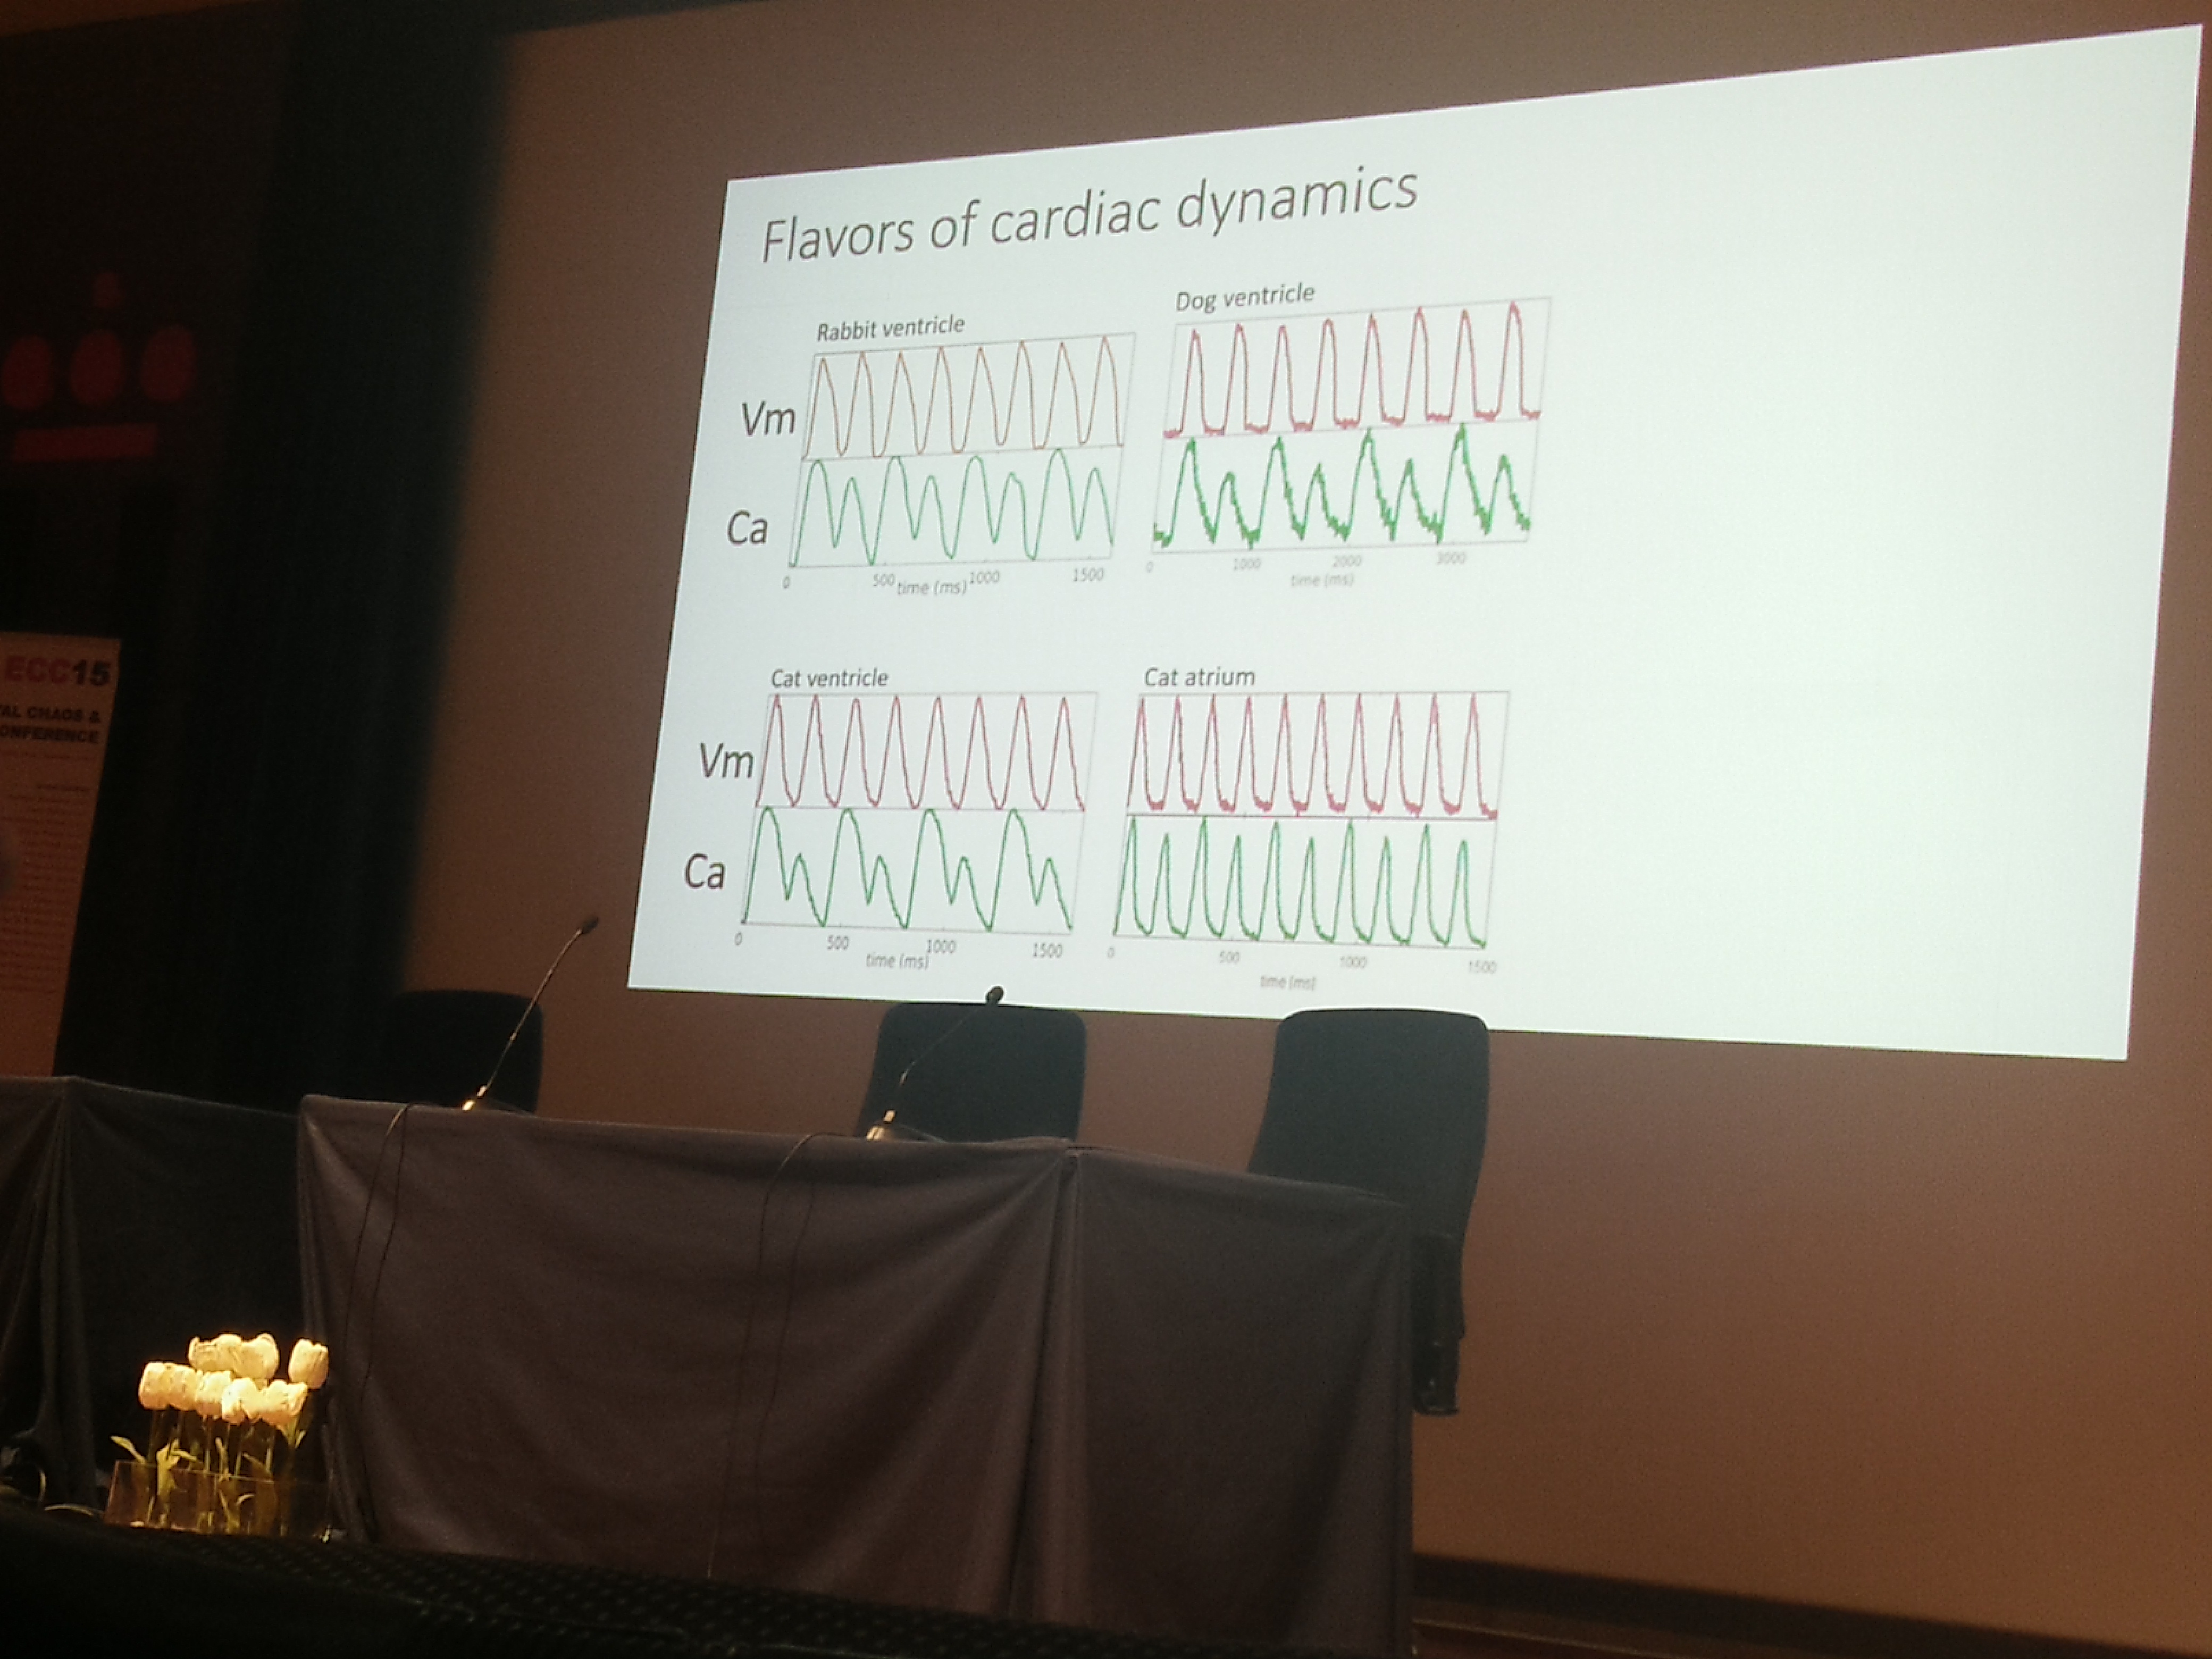 Flavors of cardiac dynamics
Rabbit ventricle
Dog ventricle
Vm
Ca
0 500 time (ms) 1000 1500
0 1000 2000 3000
time (ms)
Cat ventricle
Cat atrium
Vm
Ca
0 500 1000 1500
time (ms)
0 500 1000 1500
time (ms)
ECC15
AL CHAOS &
ONFERENCE